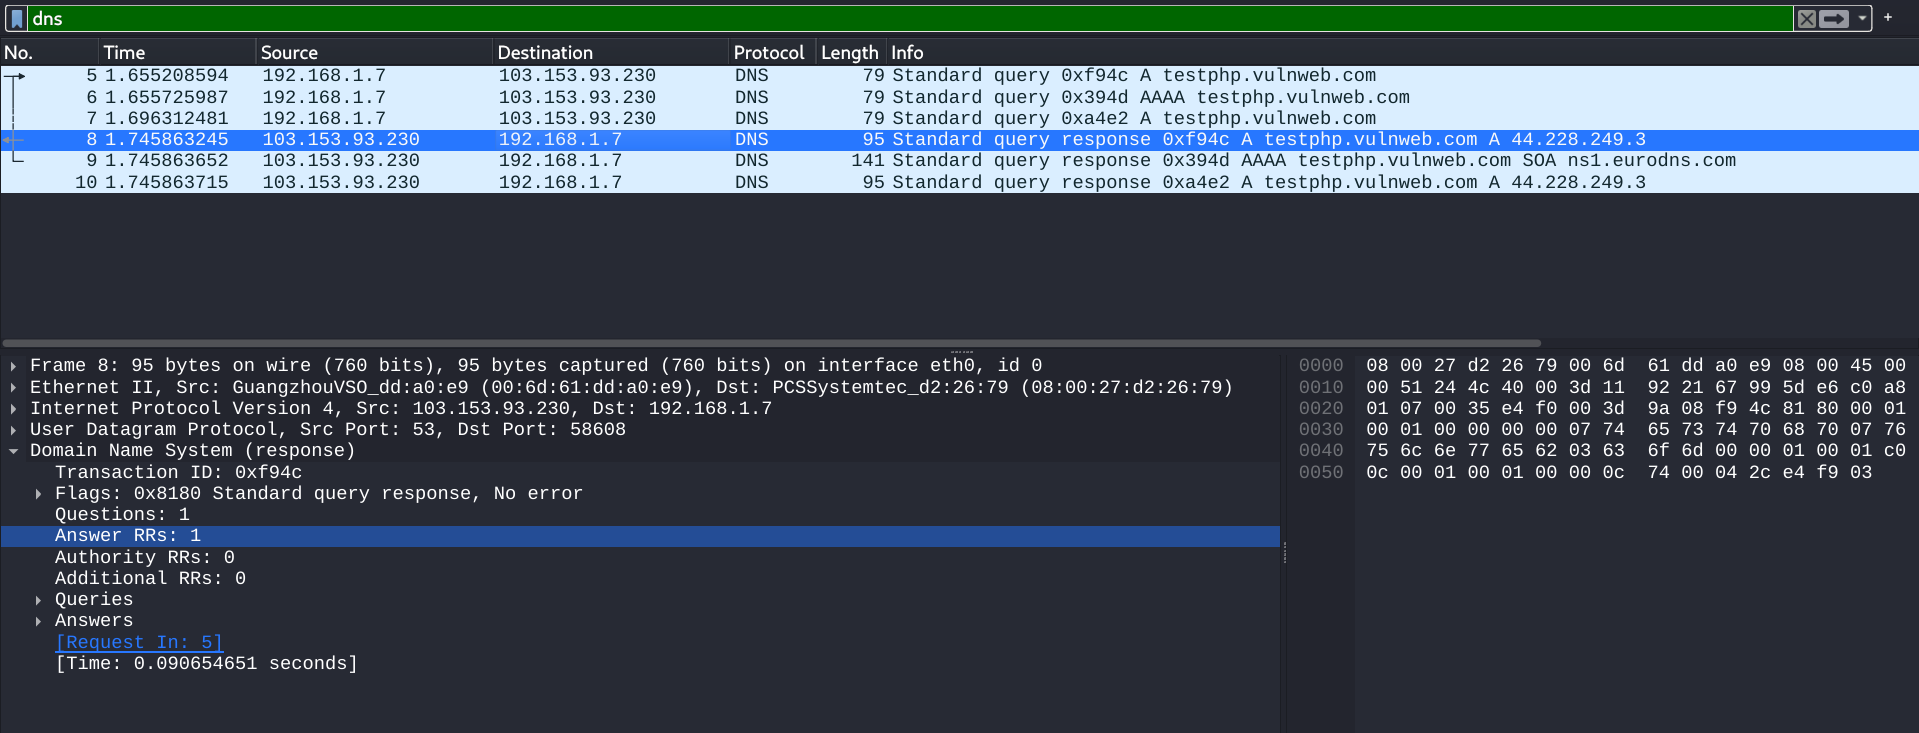 dns
+
No. Time Source Destination Protocol Length Info
5 1.655208594 192.168.1.7 103.153.93.230 DNS 79 Standard query 0xf94c A testphp.vulnweb.com
6 1.655725987 192.168.1.7 103.153.93.230 DNS 79 Standard query 0x394d AAAA testphp.vulnweb.com
7 1.696312481 192.168.1.7 103.153.93.230 DNS 79 Standard query 0xa4e2 A testphp.vulnweb.com
8 1.745863245 103.153.93.230 192.168.1.7 DNS 95 Standard query response 0xf94c A testphp.vulnweb.com A 44.228.249.3
9 1.745863652 103.153.93.230 192.168.1.7 DNS 141 Standard query response 0x394d AAAA testphp.vulnweb.com SOA ns1.eurodns.com
10 1.745863715 103.153.93.230 192.168.1.7 DNS 95 Standard query response 0xa4e2 A testphp.vulnweb.com A 44.228.249.3
Frame 8: 95 bytes on wire (760 bits), 95 bytes captured (760 bits) on interface eth0, id 0
Ethernet II, Src: GuangzhouVSO_dd:a0:e9 (00:6d:61:dd:a0:e9), Dst: PCSSystemtec_d2:26:79 (08:00:27:d2:26:79)
Internet Protocol Version 4, Src: 103.153.93.230, Dst: 192.168.1.7
User Datagram Protocol, Src Port: 53, Dst Port: 58608
Domain Name System (response)
Transaction ID: 0xf94c
Flags: 0x8180 Standard query response, No error
Questions: 1
Answer RRs: 1
Authority RRs: 0
Additional RRs: 0
Queries
Answers
[Request In: 5]
[Time: 0.090654651 seconds]
0000 08 00 27 d2 26 79 00 6d 61 dd a0 e9 08 00 45 00
0010 00 51 24 4c 40 00 3d 11 92 21 67 99 5d e6 c0 a8
0020 01 07 00 35 e4 f0 00 3d 9a 08 f9 4c 81 80 00 01
0030 00 01 00 00 00 00 07 74 65 73 74 70 68 70 07 76
0040 75 6c 6e 77 65 62 03 63 6f 6d 00 00 01 00 01 c0
0050 0c 00 01 00 01 00 00 0c 74 00 04 2c e4 f9 03